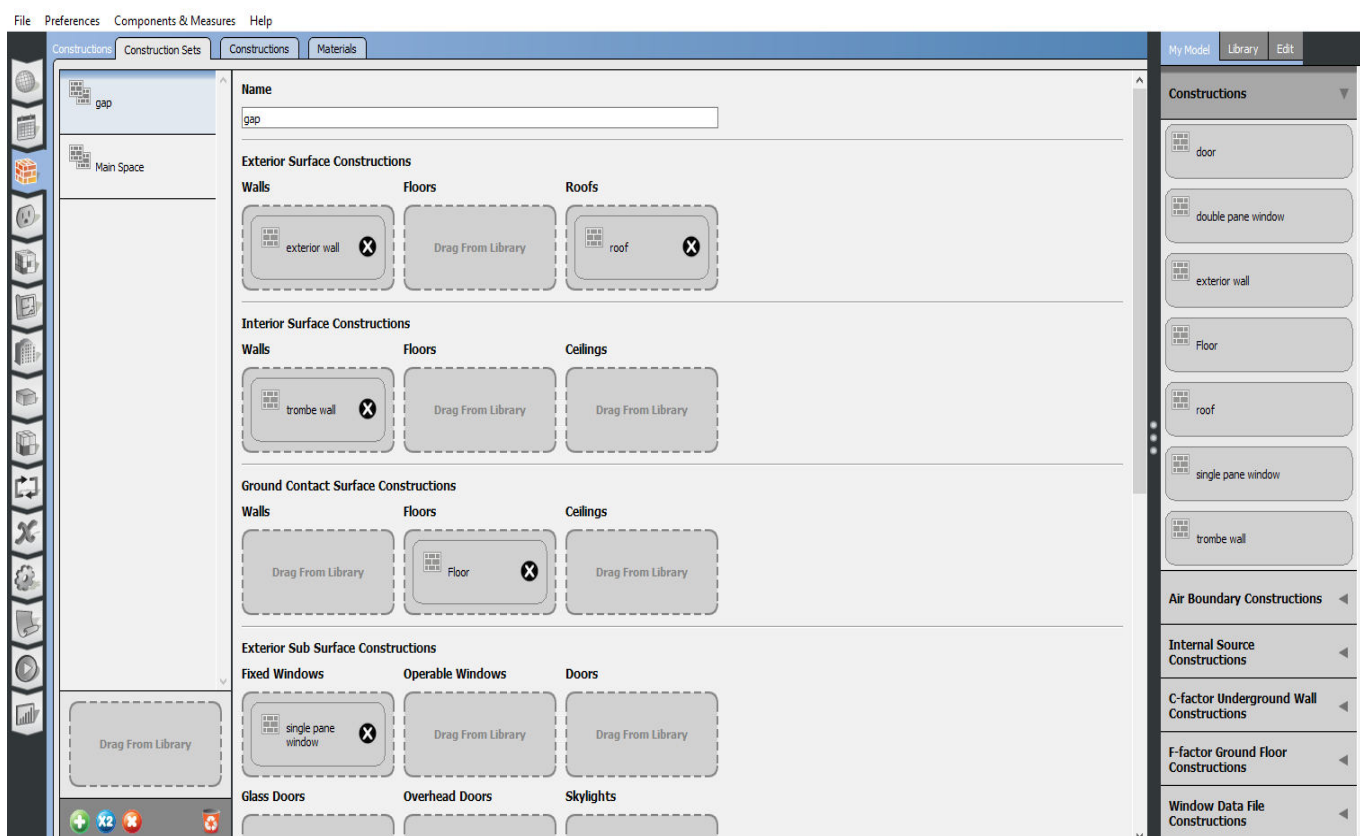 File Preferences Components & Measures Help
Constructions Construction Sets Constructions Materials
My Model Library Edit
gap
Main Space
Drag From Library
X2
Name
gap
Exterior Surface Constructions
Walls Floors Roofs
exterior wall Drag From Library roof
Interior Surface Constructions
Walls Floors Ceilings
trombe wall Drag From Library Drag From Library
Ground Contact Surface Constructions
Walls Floors Ceilings
Drag From Library Floor Drag From Library
Exterior Sub Surface Constructions
Fixed Windows Operable Windows Doors
single pane
window
Drag From Library Drag From Library
Glass Doors Overhead Doors Skylights
Constructions
door
double pane window
exterior wall
Floor
roof
single pane window
trombe wall
Air Boundary Constructions
Internal Source
Constructions
C-factor Underground Wall
Constructions
F-factor Ground Floor
Constructions
Window Data File
Constructions